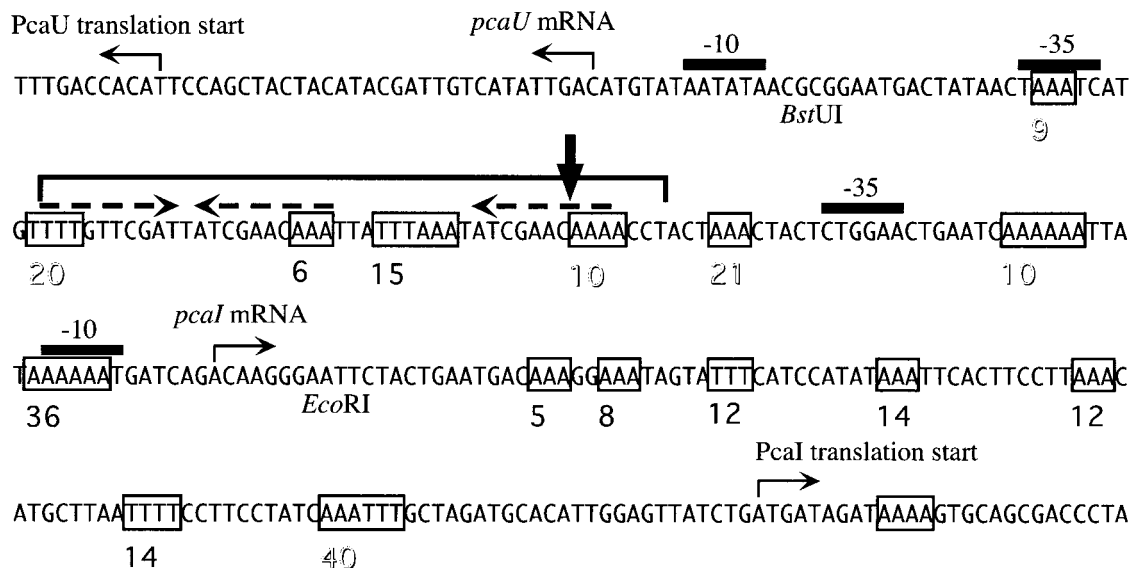 PcaU translation start
pcaU mRNA
-10
-35
TTTGACCACATTCCAGCTACTACATACGATTGTCATATTGACATGTATAATATAACGCGGAATGACTATAACTAAATCAT
BstUI
9
GTTTTGTTCGATTATCGAACAAATTATTTAAATATCGAACAAAACCTACTAAACTACTCTGGAACTGAATCAAAAAATTA
-35
20
6
15
10
21
10
-10
pcaI mRNA
TAAAAAATGATCAGACAAGGGAATTCTACTGAATGACAAAGGAAATAGTATTTCATCCATATAAATTCACTTCCTTAAAC
EcoRI
36
5
8
12
14
12
PcaI translation start
ATGCTTAATTTTCCTTCCTATCAAATTTGCTAGATGCACATTGGAGTTATCTGATGATAGATAAAAGTGCAGCGACCCTA
14
40